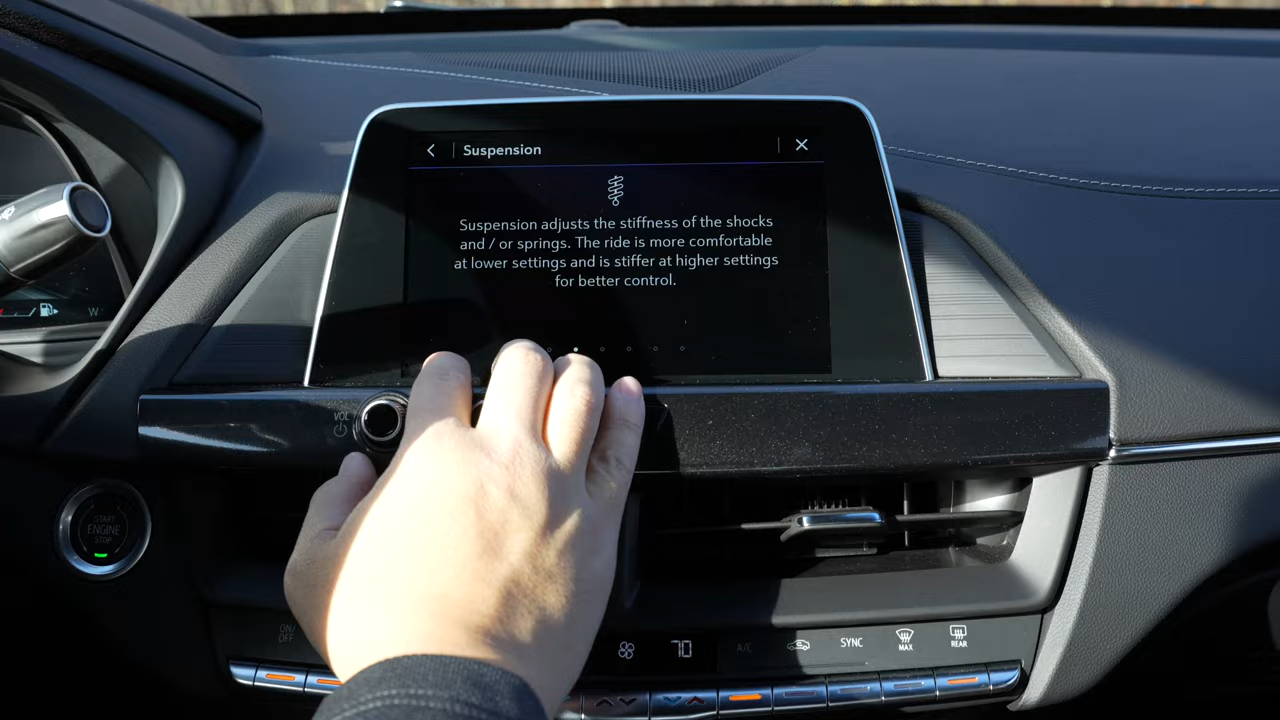 Suspension
Suspension adjusts the stiffness of the shocks
and / or springs. The ride is more comfortable
at lower settings and is stiffer at higher settings
for better control.
VOL
START
ENGINE
STOP
W
ON/
OFF
70
A/C
SYNC
MAX
REAR